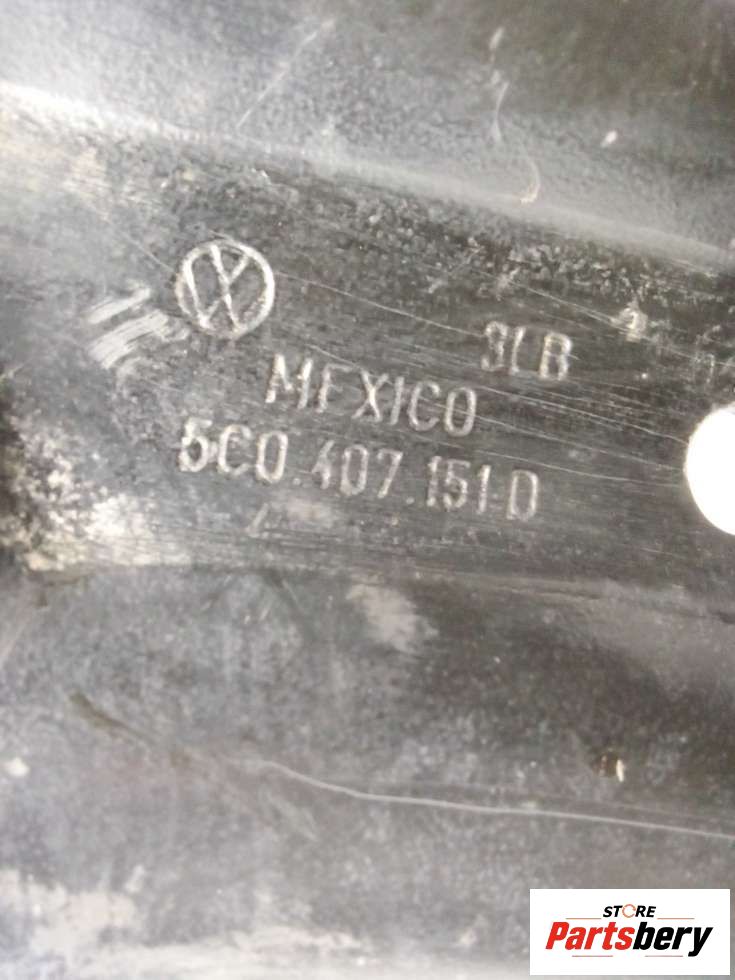 3LB
MEXICO
5C0.407.151.D
STORE
Partsbery